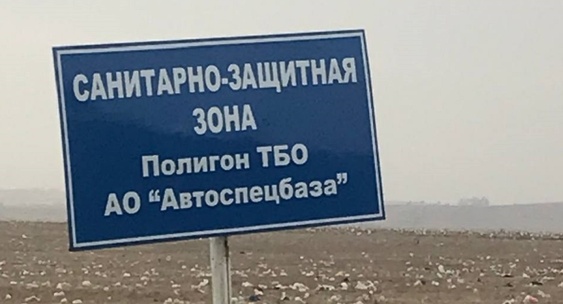 САНИТАРНО-ЗАЩИТНАЯ
ЗОНА
Полигон ТБО
АО "Автоспецбаза"